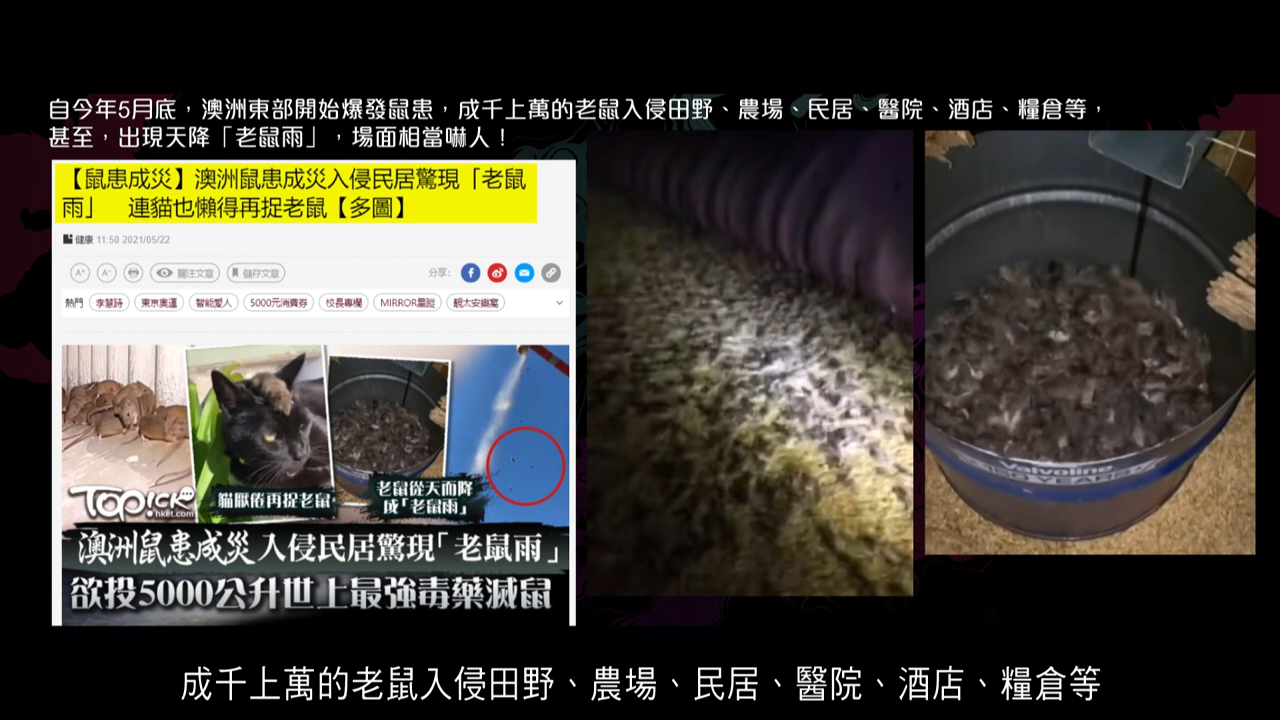 自今年5月底，澳洲東部開始爆發鼠患，成千上萬的老鼠入侵田野、農場、民居、醫院、酒店、糧倉等，
甚至，出現天降「老鼠雨」，場面相當嚇人！
【鼠患成災】澳洲鼠患成災入侵民居驚現「老鼠
雨」　連貓也懶得再捉老鼠【多圖】
健康 11:50 2021/05/22
A+ A- 關注文章 儲存文章 分享：
熱門 李慧詩 東京奧運 智能愛人 5000元消費券 校長專欄 MIRROR星蹤 靚太安樂窩
TOPICK
hket.com
貓厭倦再捉老鼠
老鼠從天而降
成「老鼠雨」
澳洲鼠患成災 入侵民居驚現「老鼠雨」
欲投5000公升世上最強毒藥滅鼠
Valvoline
150 YEARS
成千上萬的老鼠入侵田野、農場、民居、醫院、酒店、糧倉等